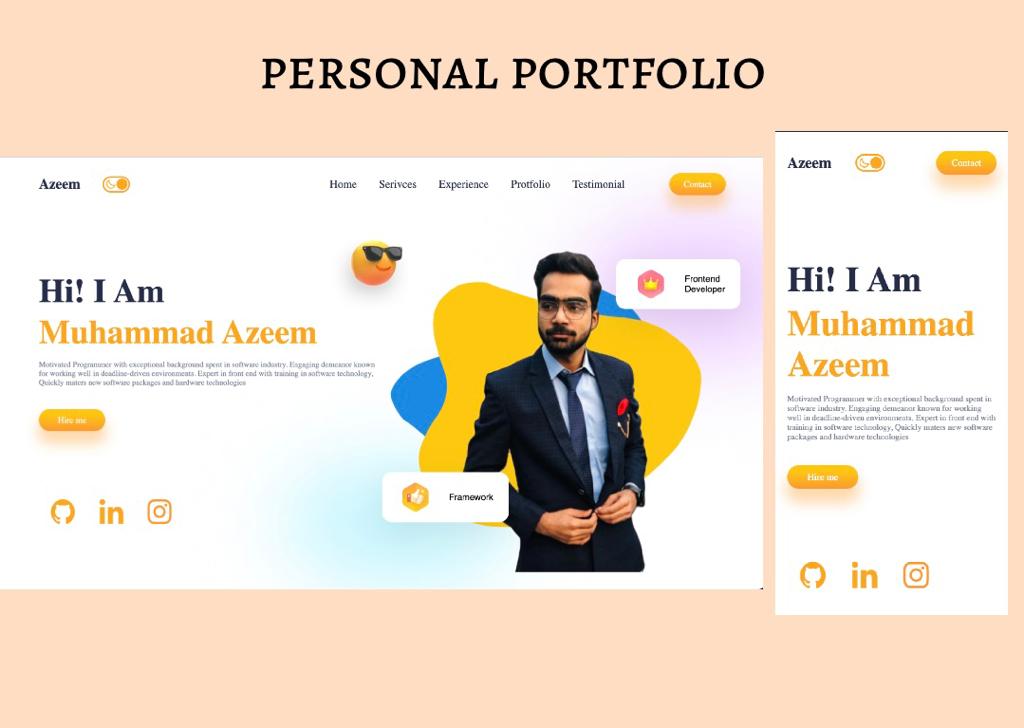 PERSONAL PORTFOLIO
Azeem
Home Serivces Experience Protfolio Testimonial
Contact
Hi! I Am
Muhammad Azeem
Motivated Programmer with exceptional background spent in software industry. Engaging demeanor known
for working well in deadline-driven environments. Expert in front end with training in software technology,
Quickly maters new software packages and hardware technologies
Hire me
Frontend
Developer
Framework
in
Azeem
Contact
Hi! I Am
Muhammad
Azeem
Motivated Programmer with exceptional background spent in
software industry. Engaging demeanor known for working
well in deadline-driven environments. Expert in front end with
training in software technology, Quickly maters new software
packages and hardware technologies
Hire me
in